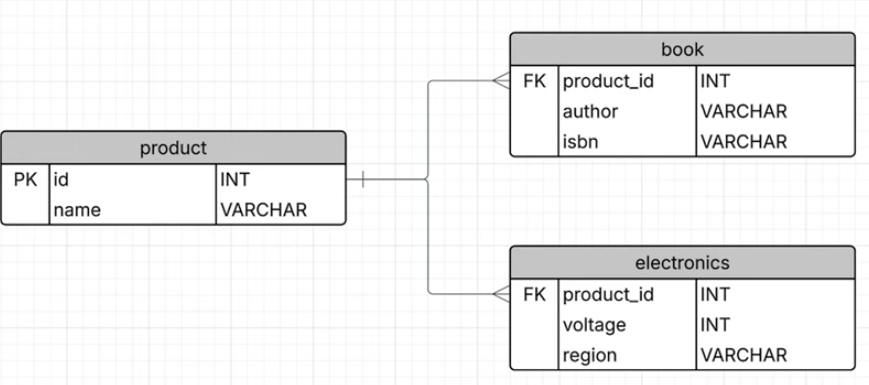 product
PK id INT
name VARCHAR
book
FK product_id INT
author VARCHAR
isbn VARCHAR
electronics
FK product_id INT
voltage INT
region VARCHAR